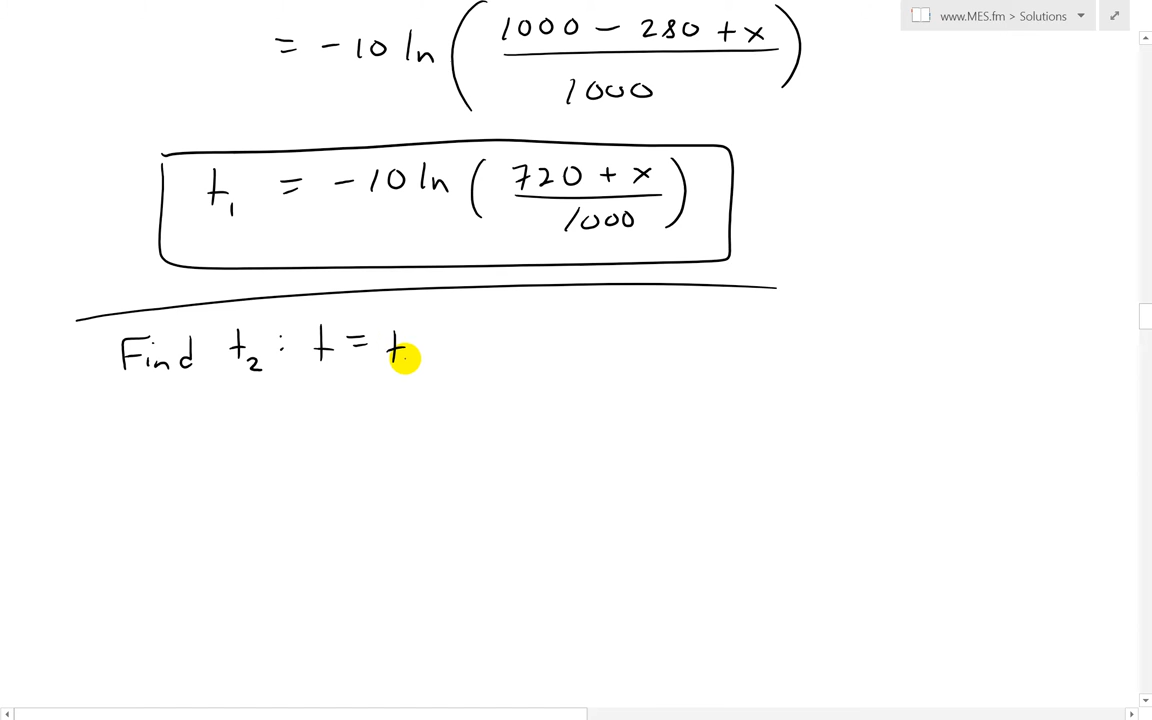 www.MES.fm > Solutions
= -10 ln ( (1000 - 280 + x) / 1000 )
t₁ = -10 ln ( (720 + x) / 1000 )
Find t₂ : t = t